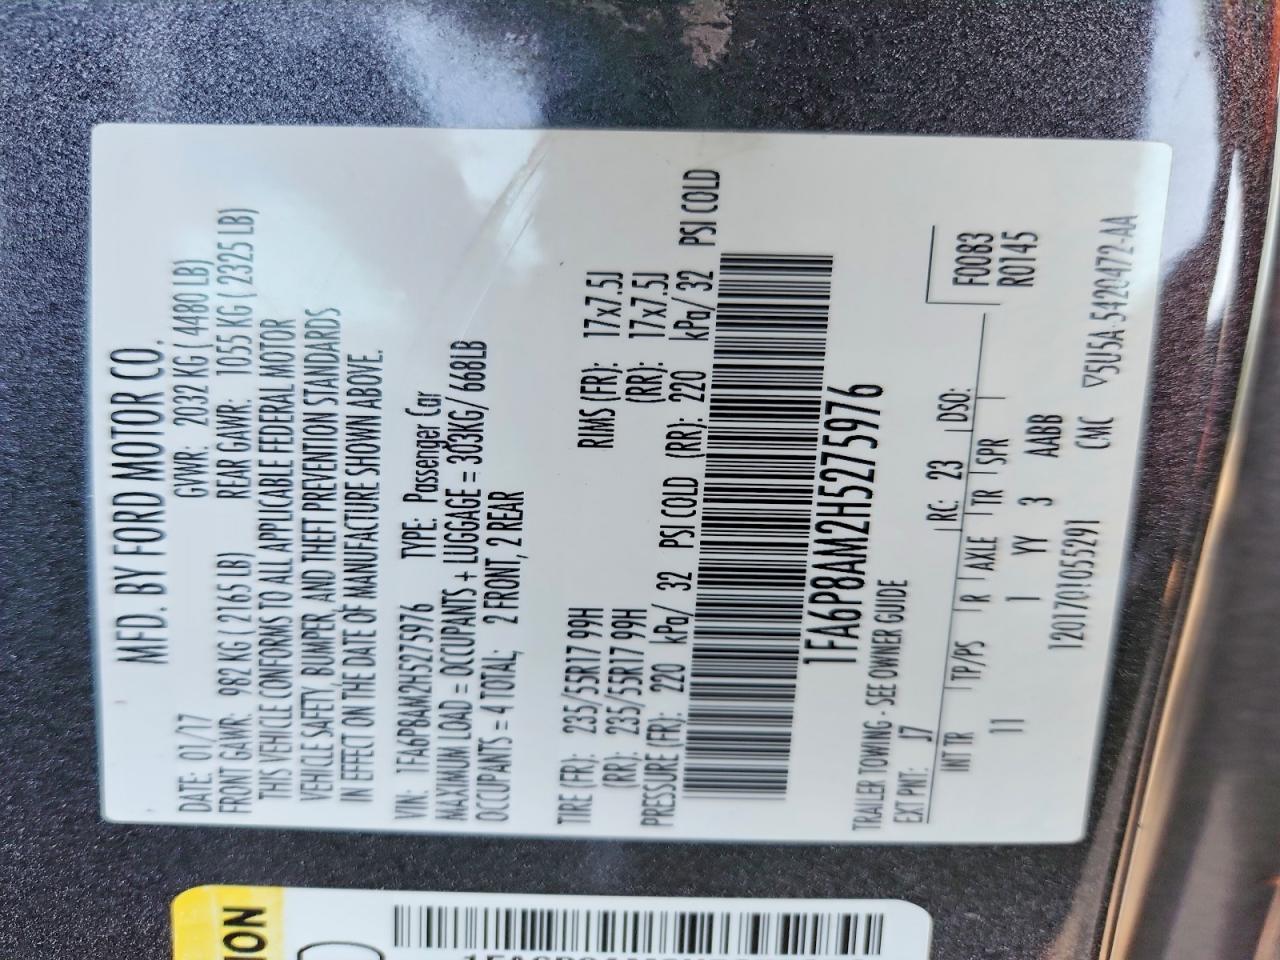 MFD. BY FORD MOTOR CO.
DATE: 01/17 GVWR: 2032 KG ( 4480 LB)
FRONT GAWR: 982 KG ( 2165 LB) REAR GAWR: 1055 KG ( 2325 LB)
THIS VEHICLE CONFORMS TO ALL APPLICABLE FEDERAL MOTOR
VEHICLE SAFETY, BUMPER, AND THEFT PREVENTION STANDARDS
IN EFFECT ON THE DATE OF MANUFACTURE SHOWN ABOVE.
VIN: 1FA6P8AM2H5275976 TYPE: Passenger Car
MAXIMUM LOAD = OCCUPANTS + LUGGAGE = 303KG/ 668LB
OCCUPANTS = 4 TOTAL; 2 FRONT, 2 REAR
TIRE (FR): 235/55R17 99H RIMS (FR): 17x7.5J
(RR): 235/55R17 99H (RR): 17x7.5J
PRESSURE (FR): 220 kPa/ 32 PSI COLD (RR): 220 kPa/ 32 PSI COLD
1FA6P8AM2H5275976
TRAILER TOWING - SEE OWNER GUIDE
EXT PNT: J7 RC: 23 DSO: F0083
R0145
INT TR TP/PS R AXLE TR SPR
11 1 YY 3 AABB
12017010552­91 CMC ▽5U5A-5420472-AA
ION